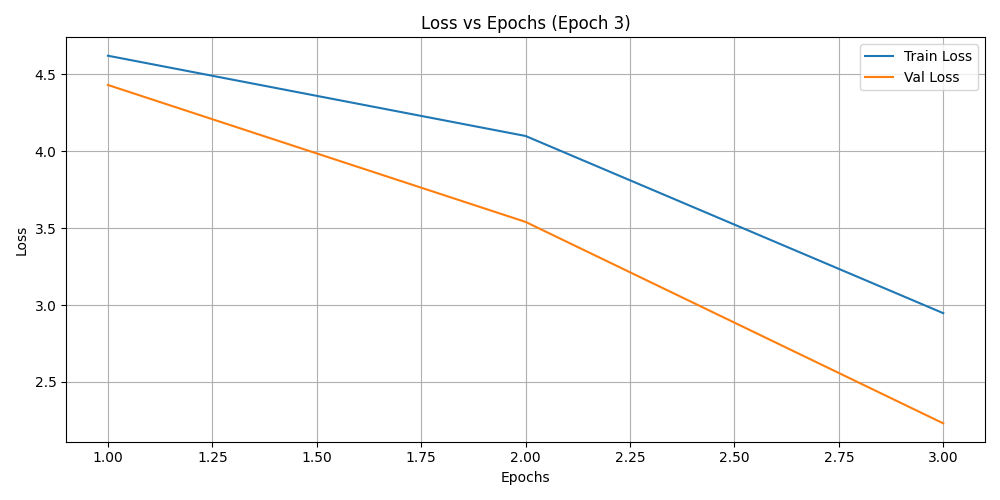 Loss vs Epochs (Epoch 3)
Train Loss
Val Loss
Loss
4.5
4.0
3.5
3.0
2.5
1.00 1.25 1.50 1.75 2.00 2.25 2.50 2.75 3.00
Epochs